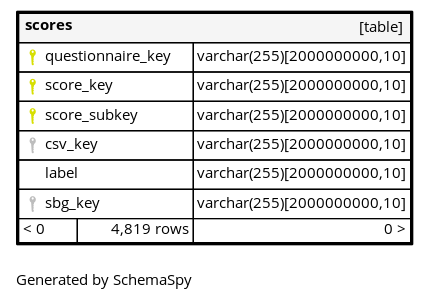 scores [table]
questionnaire_key varchar(255)[2000000000,10]
score_key varchar(255)[2000000000,10]
score_subkey varchar(255)[2000000000,10]
csv_key varchar(255)[2000000000,10]
label varchar(255)[2000000000,10]
sbg_key varchar(255)[2000000000,10]
< 0 4,819 rows 0 >
Generated by SchemaSpy